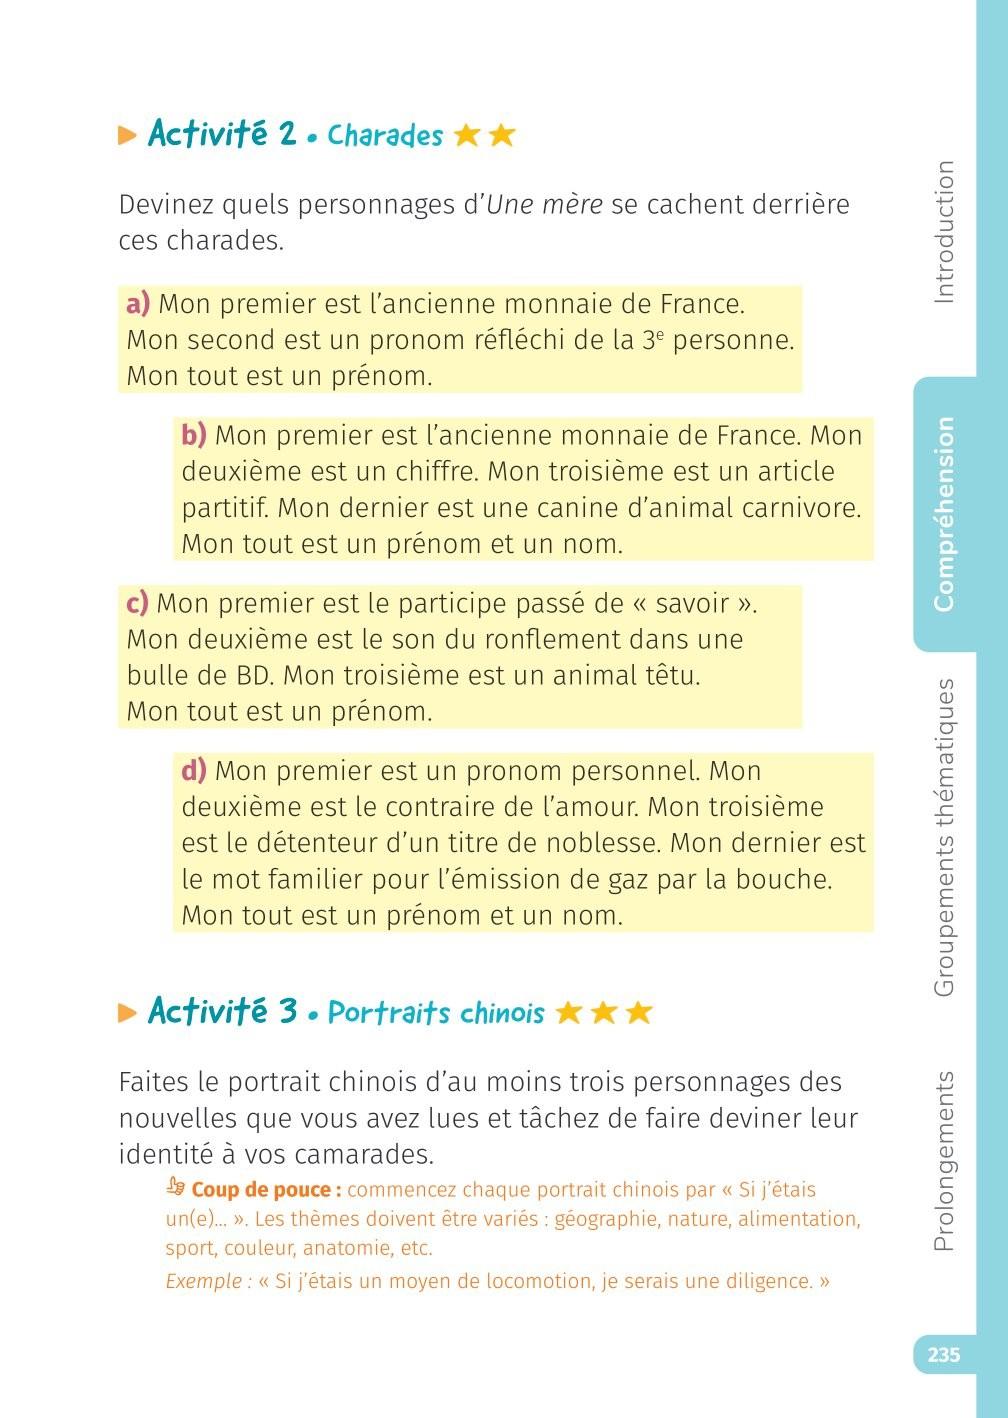 Activité 2 • Charades
Devinez quels personnages d’Une mère se cachent derrière
ces charades.
a) Mon premier est l’ancienne monnaie de France.
Mon second est un pronom réfléchi de la 3e personne.
Mon tout est un prénom.
b) Mon premier est l’ancienne monnaie de France. Mon
deuxième est un chiffre. Mon troisième est un article
partitif. Mon dernier est une canine d’animal carnivore.
Mon tout est un prénom et un nom.
c) Mon premier est le participe passé de « savoir ».
Mon deuxième est le son du ronflement dans une
bulle de BD. Mon troisième est un animal têtu.
Mon tout est un prénom.
d) Mon premier est un pronom personnel. Mon
deuxième est le contraire de l’amour. Mon troisième
est le détenteur d’un titre de noblesse. Mon dernier est
le mot familier pour l’émission de gaz par la bouche.
Mon tout est un prénom et un nom.
Activité 3 • Portraits chinois
Faites le portrait chinois d’au moins trois personnages des
nouvelles que vous avez lues et tâchez de faire deviner leur
identité à vos camarades.
Coup de pouce : commencez chaque portrait chinois par « Si j’étais
un(e)... ». Les thèmes doivent être variés : géographie, nature, alimentation,
sport, couleur, anatomie, etc.
Exemple : « Si j’étais un moyen de locomotion, je serais une diligence. »
Introduction
Compréhension
Groupements thématiques
Prolongements
235